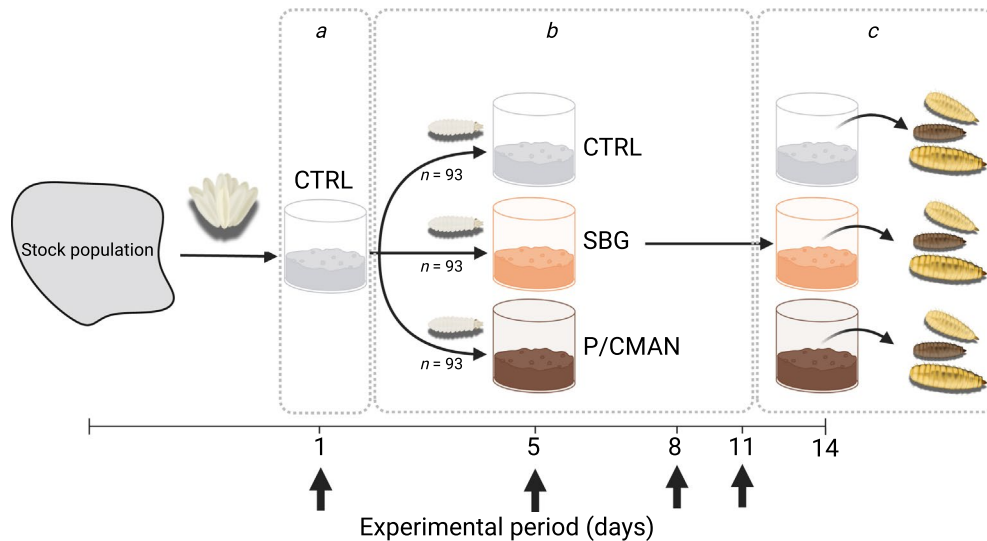 a
b
c
Stock population
CTRL
n = 93
CTRL
n = 93
SBG
n = 93
P/CMAN
1
5
8
11
14
Experimental period (days)